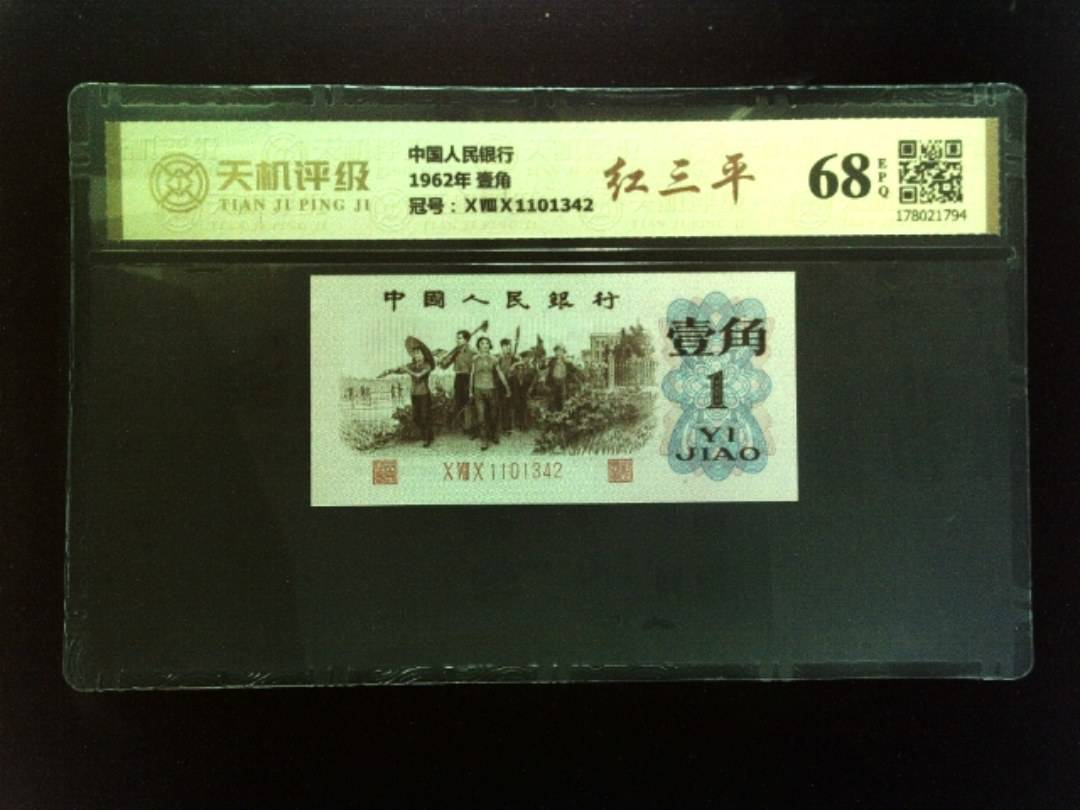 天机评级
TIAN JI PING JI
中国人民银行
1962年 壹角
冠号：ⅩⅧⅩ1101342
红三平
68
EPQ
178021794
中國人民銀行
壹角
1
YI
JIAO
ⅩⅧⅩ1101342